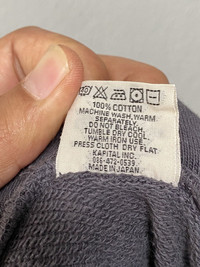 100% COTTON
MACHINE WASH, WARM
SEPARATELY.
DO NOT BLEACH.
TUMBLE DRY COOL.
WARM IRON USE
PRESS CLOTH DRY FLAT.
KAPITAL INC.
086-472-0539
MADE IN JAPAN